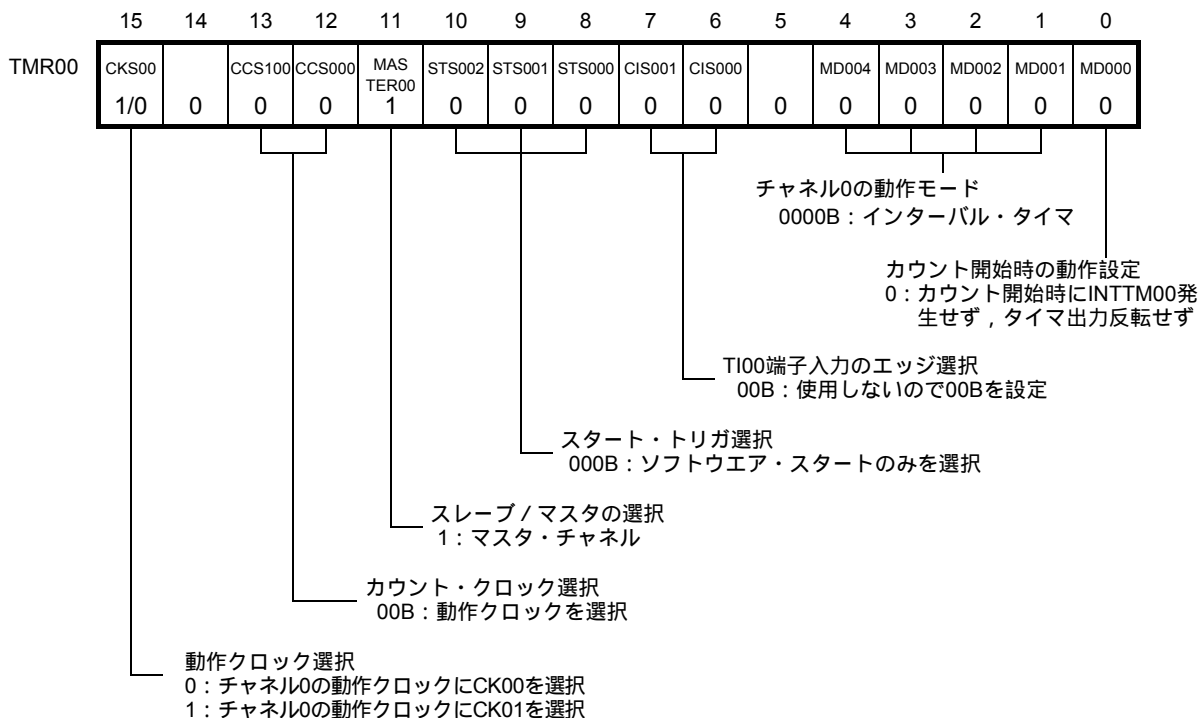 15 14 13 12 11 10 9 8 7 6 5 4 3 2 1 0
TMR00
CKS00 CCS100 CCS000 MAS STS002 STS001 STS000 CIS001 CIS000 MD004 MD003 MD002 MD001 MD000
TER00
1/0 0 0 0 1 0 0 0 0 0 0 0 0 0 0 0
チャネル0の動作モード
0000B：インターバル・タイマ
カウント開始時の動作設定
0：カウント開始時にINTTM00発
生せず，タイマ出力反転せず
TI00端子入力のエッジ選択
00B：使用しないので00Bを設定
スタート・トリガ選択
000B：ソフトウエア・スタートのみを選択
スレーブ／マスタの選択
1：マスタ・チャネル
カウント・クロック選択
00B：動作クロックを選択
動作クロック選択
0：チャネル0の動作クロックにCK00を選択
1：チャネル0の動作クロックにCK01を選択